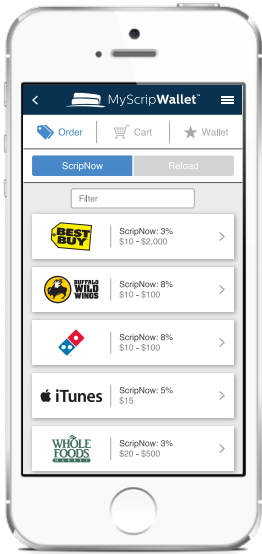 MyScripWallet™
Order
Cart
Wallet
ScripNow
Reload
Filter
BEST BUY
ScripNow: 3%
$10 - $2,000
BUFFALO
WILD
WINGS
ScripNow: 8%
$10 - $100
ScripNow: 8%
$10 - $100
iTunes
ScripNow: 5%
$15
WHOLE
FOODS
MARKET
ScripNow: 3%
$20 - $500